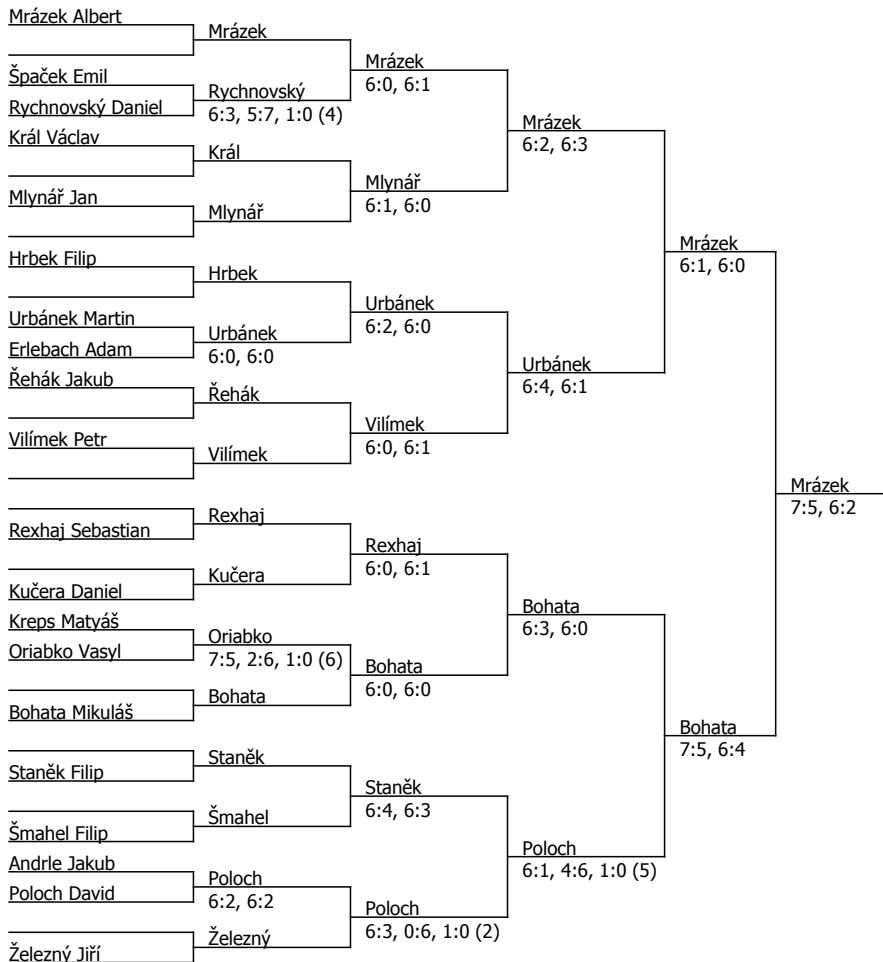 Mrázek Albert
Mrázek
Mrázek
6:0, 6:1
Špaček Emil
Rychnovský
Rychnovský Daniel
6:3, 5:7, 1:0 (4)
Mrázek
6:2, 6:3
Král Václav
Král
Mlynář
6:1, 6:0
Mlynář Jan
Mlynář
Mrázek
6:1, 6:0
Hrbek Filip
Hrbek
Urbánek
6:2, 6:0
Urbánek Martin
Urbánek
Erlebach Adam
6:0, 6:0
Urbánek
6:4, 6:1
Řehák Jakub
Řehák
Vilímek
6:0, 6:1
Vilímek Petr
Vilímek
Mrázek
7:5, 6:2
Rexhaj
Rexhaj Sebastian
Rexhaj
6:0, 6:1
Kučera
Kučera Daniel
Bohata
6:3, 6:0
Kreps Matyáš
Oriabko
Oriabko Vasyl
7:5, 2:6, 1:0 (6)
Bohata
6:0, 6:0
Bohata
Bohata Mikuláš
Bohata
7:5, 6:4
Staněk
Staněk Filip
Staněk
6:4, 6:3
Šmahel
Šmahel Filip
Poloch
6:1, 4:6, 1:0 (5)
Andrle Jakub
Poloch
Poloch David
6:2, 6:2
Poloch
6:3, 0:6, 1:0 (2)
Železný
Železný Jiří